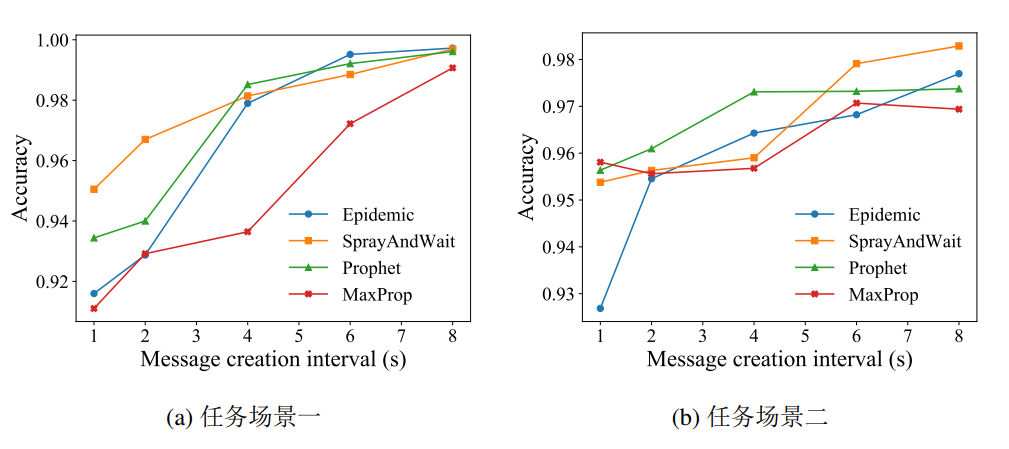 1.00
0.98
0.96
0.94
0.92
Accuracy
1 2 3 4 5 6 7 8
Message creation interval (s)
Epidemic
SprayAndWait
Prophet
MaxProp
(a) 任务场景一
0.98
0.97
0.96
0.95
0.94
0.93
Accuracy
1 2 3 4 5 6 7 8
Message creation interval (s)
Epidemic
SprayAndWait
Prophet
MaxProp
(b) 任务场景二